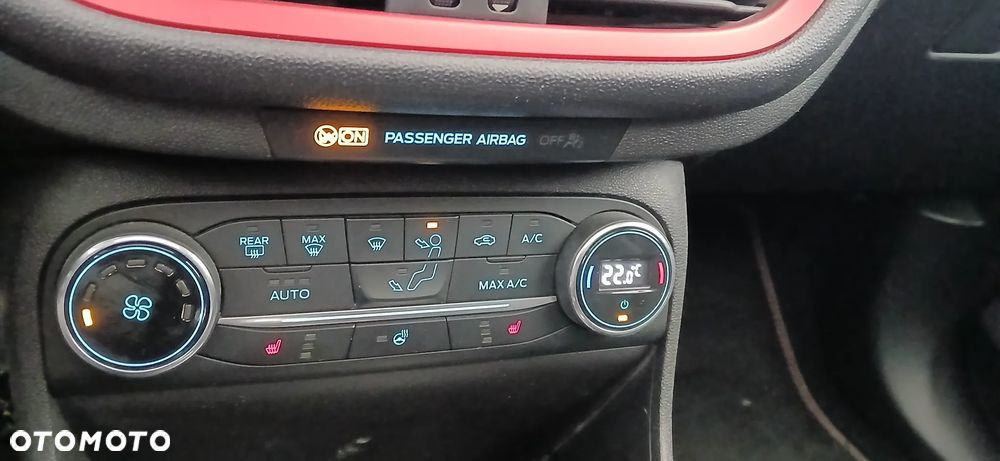 ON PASSENGER AIRBAG OFF
REAR MAX A/C
AUTO MAX A/C
22.0°C
OTOMOTO